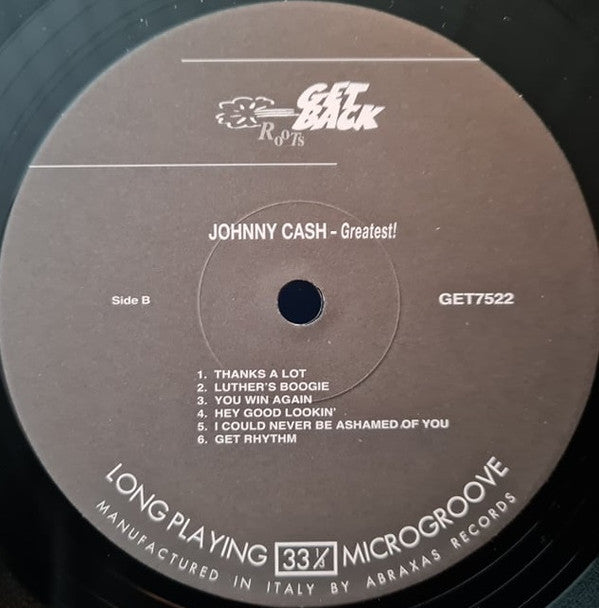 GET
BACK
ROOTS
JOHNNY CASH - Greatest!
Side B
GET7522
1. THANKS A LOT
2. LUTHER'S BOOGIE
3. YOU WIN AGAIN
4. HEY GOOD LOOKIN'
5. I COULD NEVER BE ASHAMED OF YOU
6. GET RHYTHM
LONG PLAYING 33 1/3 MICROGROOVE
MANUFACTURED IN ITALY BY ABRAXAS RECORDS